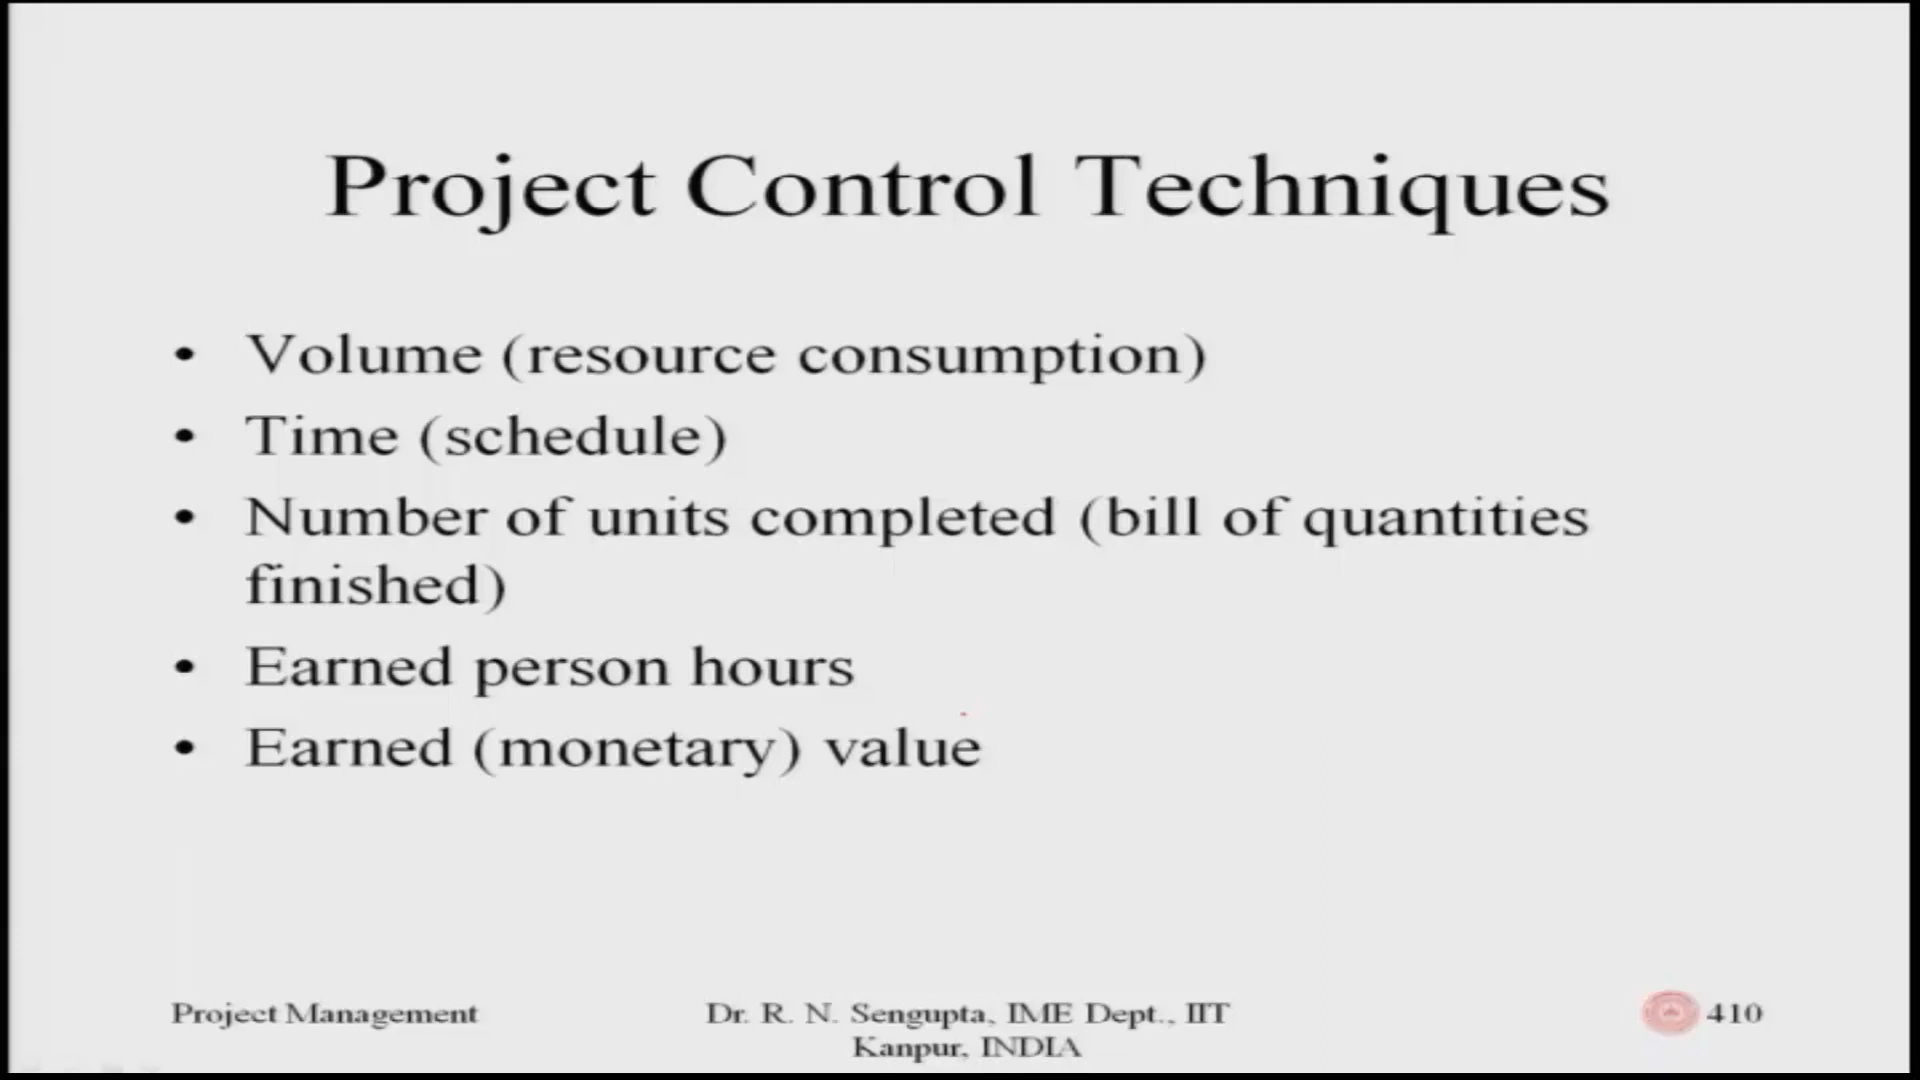 Project Control Techniques
• Volume (resource consumption)
• Time (schedule)
• Number of units completed (bill of quantities
finished)
• Earned person hours
• Earned (monetary) value
Project Management
Dr. R. N. Sengupta, IME Dept., IIT
Kanpur, INDIA
410